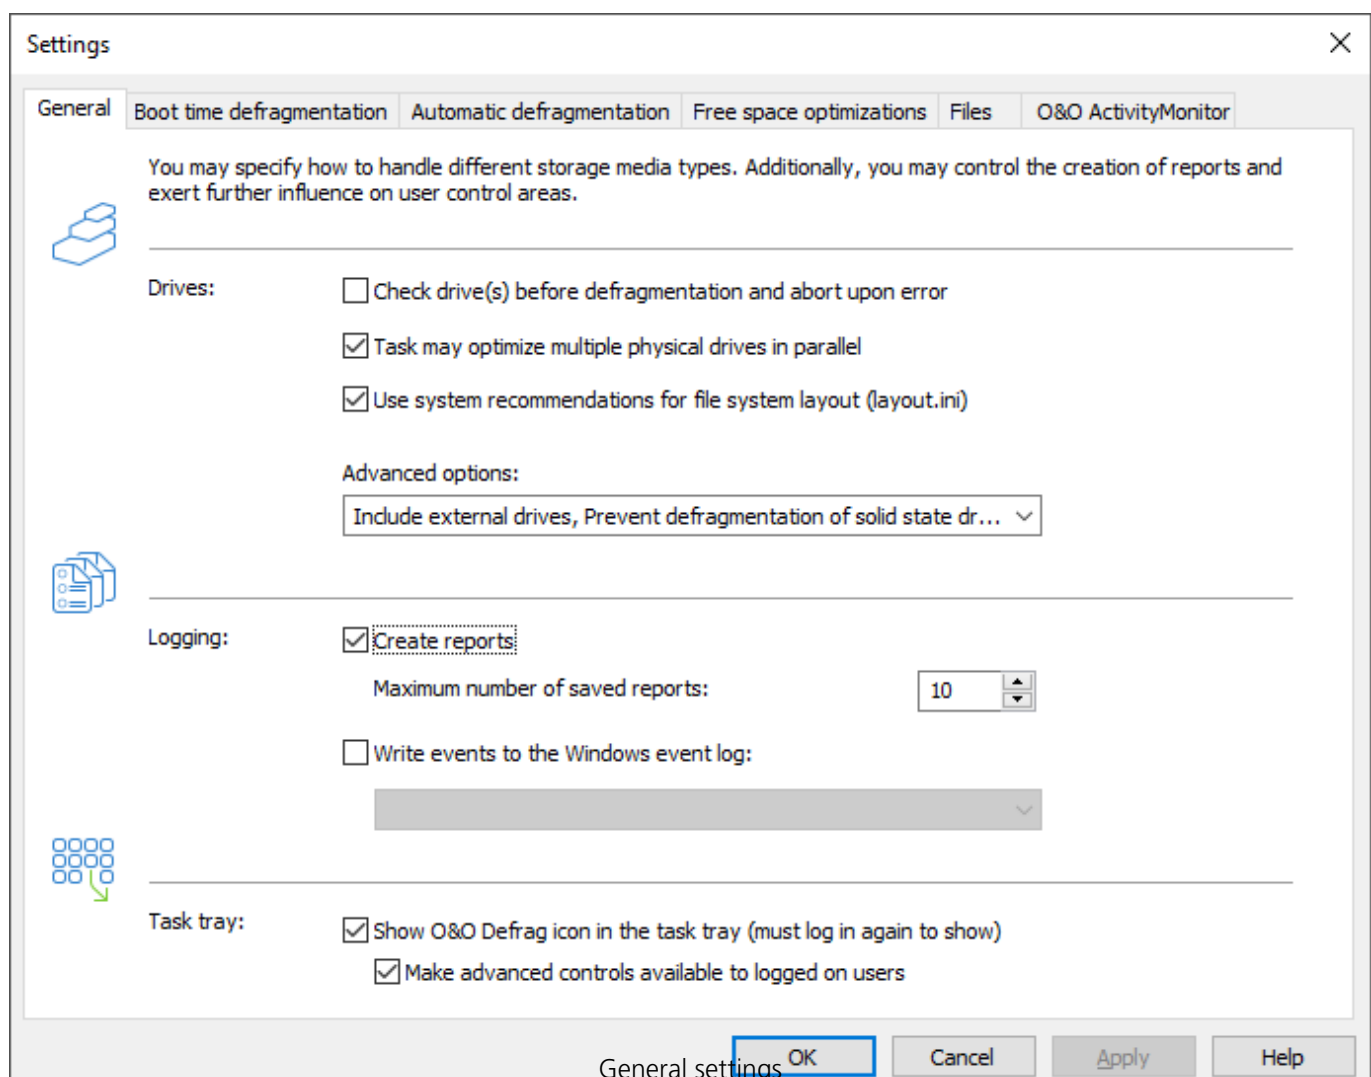 Settings
General Boot time defragmentation Automatic defragmentation Free space optimizations Files O&O ActivityMonitor
You may specify how to handle different storage media types. Additionally, you may control the creation of reports and
exert further influence on user control areas.
Drives:
Check drive(s) before defragmentation and abort upon error
Task may optimize multiple physical drives in parallel
Use system recommendations for file system layout (layout.ini)
Advanced options:
Include external drives, Prevent defragmentation of solid state dr...
Logging:
Create reports
Maximum number of saved reports: 10
Write events to the Windows event log:
Task tray:
Show O&O Defrag icon in the task tray (must log in again to show)
Make advanced controls available to logged on users
OK Cancel Apply Help
General settings